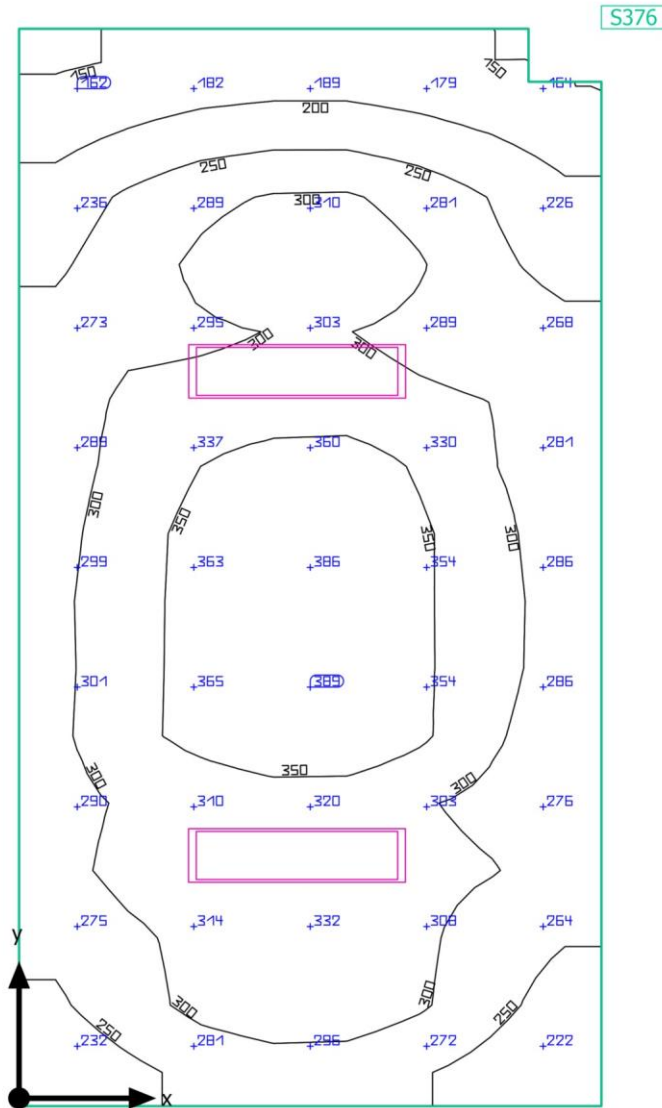 S376
150 150
+162 +182 +189 +179 +164
200
250 250
+236 +289 300 +310 +281 +226
+273 +295 +303 +289 +268
300 300
+289 +337 +360 +330 +281
300 350 350 300
+299 +363 +386 +354 +286
+301 +365 +389 +354 +286
300 350 300
+290 +310 +320 +303 +276
+275 +314 +332 +308 +264
y
300 300
250 250
+232 +281 +296 +272 +222
x